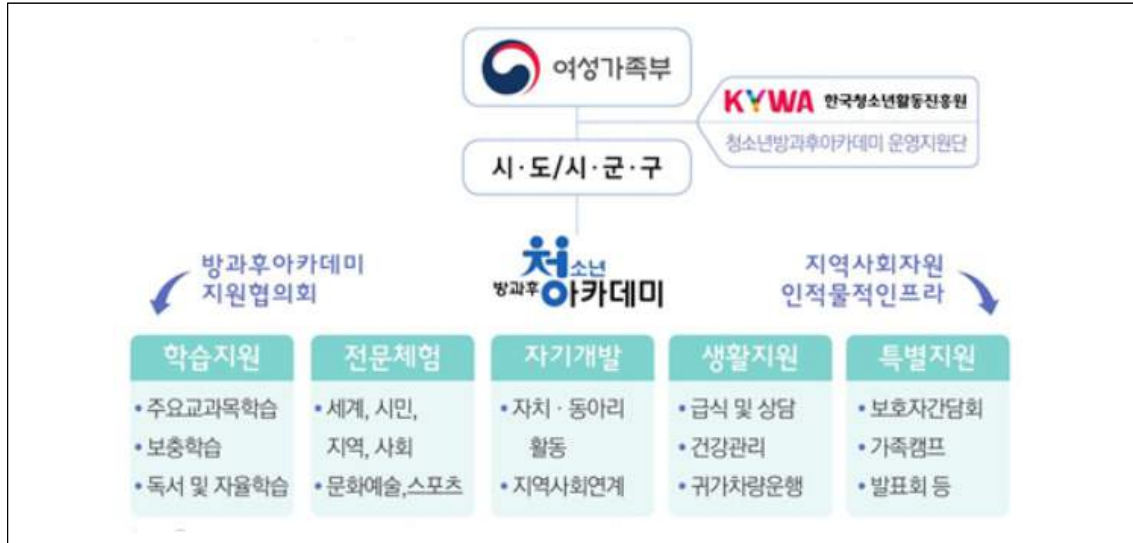 여성가족부
KYWA 한국청소년활동진흥원
청소년방과후아카데미 운영지원단
시·도/시·군·구
방과후아카데미
지원협의회
청소년
방과후아카데미
지역사회자원
인적물적인프라
학습지원
• 주요교과목학습
• 보충학습
• 독서 및 자율학습
전문체험
• 세계, 시민,
지역, 사회
• 문화예술,스포츠
자기개발
• 자치·동아리
활동
• 지역사회연계
생활지원
• 급식 및 상담
• 건강관리
• 귀가차량운행
특별지원
• 보호자간담회
• 가족캠프
• 발표회 등